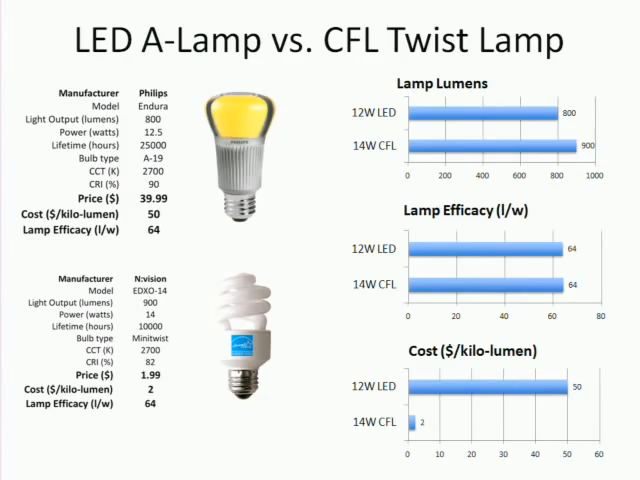 LED A-Lamp vs. CFL Twist Lamp
Manufacturer Philips
Model Endura
Light Output (lumens) 800
Power (watts) 12.5
Lifetime (hours) 25000
Bulb type A-19
CCT (K) 2700
CRI (%) 90
Price ($) 39.99
Cost ($/kilo-lumen) 50
Lamp Efficacy (l/w) 64
PHILIPS
Manufacturer N:vision
Model EDXO-14
Light Output (lumens) 900
Power (watts) 14
Lifetime (hours) 10000
Bulb type Minitwist
CCT (K) 2700
CRI (%) 82
Price ($) 1.99
Cost ($/kilo-lumen) 2
Lamp Efficacy (l/w) 64
Lamp Lumens
12W LED 800
14W CFL 900
0 200 400 600 800 1000
Lamp Efficacy (l/w)
12W LED 64
14W CFL 64
0 20 40 60 80
Cost ($/kilo-lumen)
12W LED 50
14W CFL 2
0 10 20 30 40 50 60